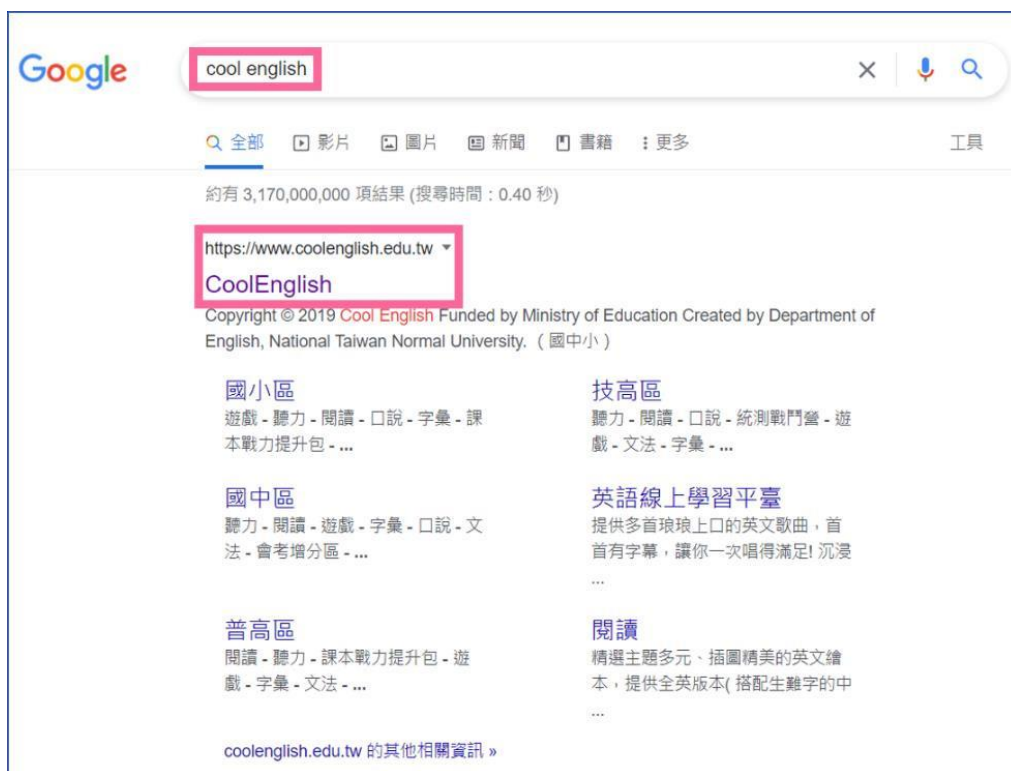 Google
cool english
全部 影片 圖片 新聞 書籍 更多 工具
約有 3,170,000,000 項結果 (搜尋時間：0.40 秒)
https://www.coolenglish.edu.tw
CoolEnglish
Copyright © 2019 Cool English Funded by Ministry of Education Created by Department of
English, National Taiwan Normal University. （國中小）
國小區
遊戲 - 聽力 - 閱讀 - 口說 - 字彙 - 課
本戰力提升包 - ...
技高區
聽力 - 閱讀 - 口說 - 統測戰鬥營 - 遊
戲 - 文法 - 字彙 - ...
國中區
聽力 - 閱讀 - 遊戲 - 字彙 - 口說 - 文
法 - 會考增分區 - ...
英語線上學習平臺
提供多首琅琅上口的英文歌曲，首
首有字幕，讓你一次唱得滿足! 沉浸
...
普高區
閱讀 - 聽力 - 課本戰力提升包 - 遊
戲 - 字彙 - 文法 - ...
閱讀
精選主題多元、插圖精美的英文繪
本，提供全英版本( 搭配生難字的中
...
coolenglish.edu.tw 的其他相關資訊 »